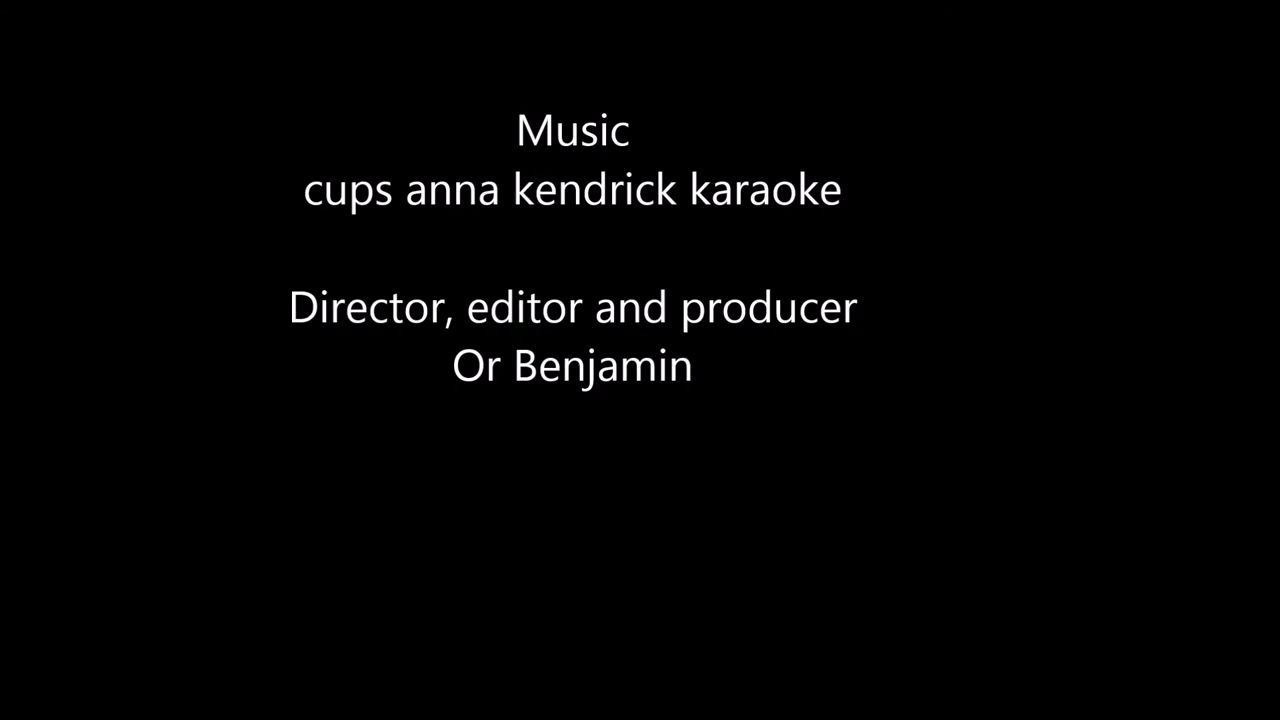 Music
cups anna kendrick karaoke
Director, editor and producer
Or Benjamin